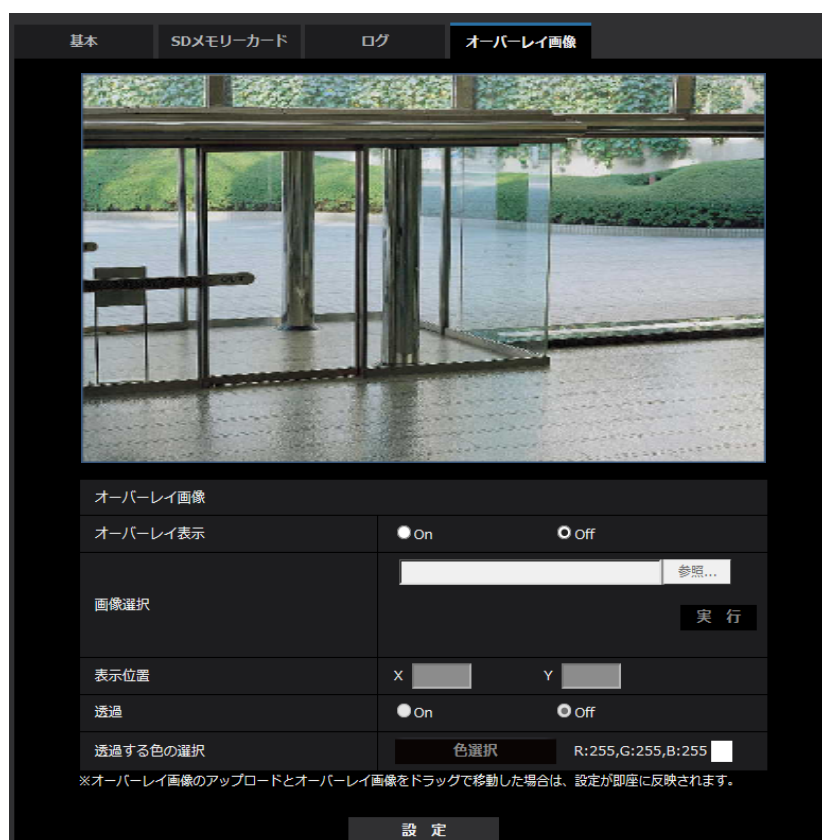 基本 SDメモリーカード ログ オーバーレイ画像
オーバーレイ画像
オーバーレイ表示 On Off
参照...
画像選択
実 行
表示位置 X Y
透過 On Off
透過する色の選択 色選択 R:255,G:255,B:255
※オーバーレイ画像のアップロードとオーバーレイ画像をドラッグで移動した場合は、設定が即座に反映されます。
設 定